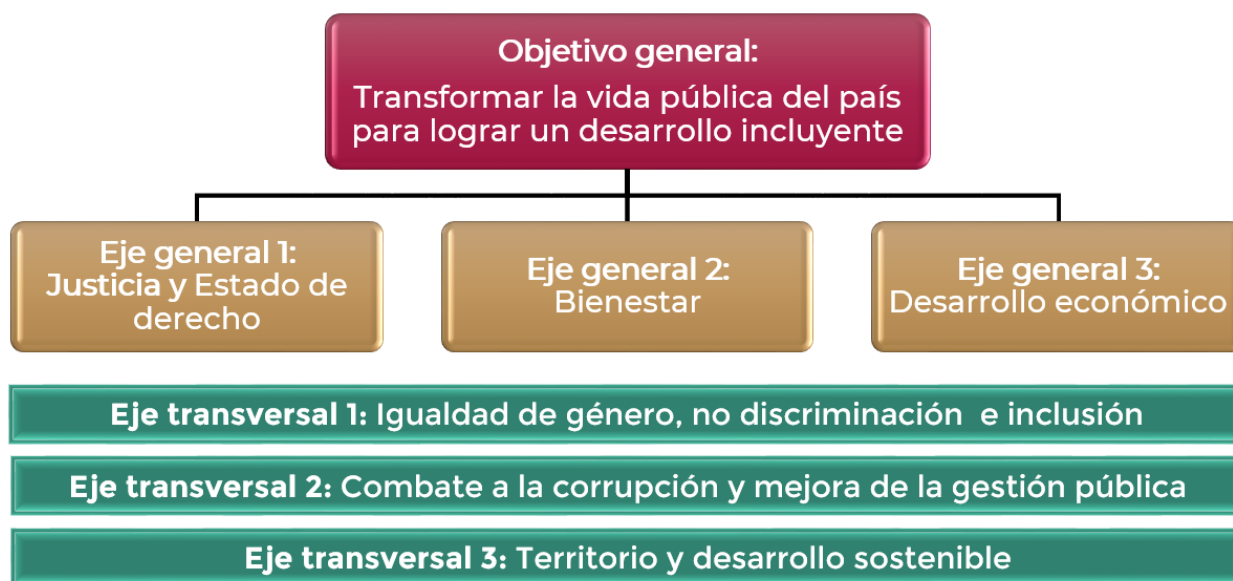 Objetivo general:
Transformar la vida pública del país
para lograr un desarrollo incluyente
Eje general 1:
Justicia y Estado de
derecho
Eje general 2:
Bienestar
Eje general 3:
Desarrollo económico
Eje transversal 1: Igualdad de género, no discriminación e inclusión
Eje transversal 2: Combate a la corrupción y mejora de la gestión pública
Eje transversal 3: Territorio y desarrollo sostenible